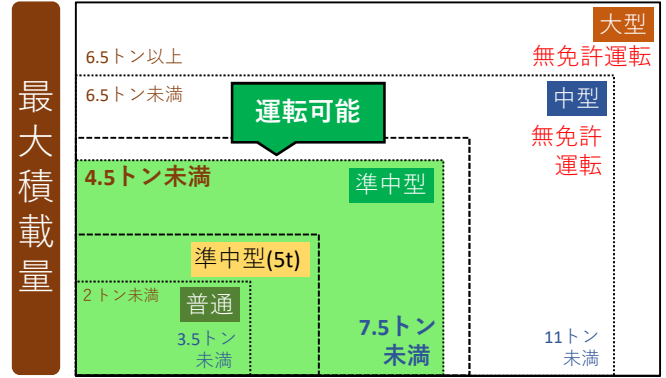 最大積載量
大型
6.5トン以上
無免許運転
6.5トン未満
中型
運転可能
無免許
運転
4.5トン未満
準中型
準中型(5t)
2トン未満
普通
3.5トン
未満
7.5トン
未満
11トン
未満